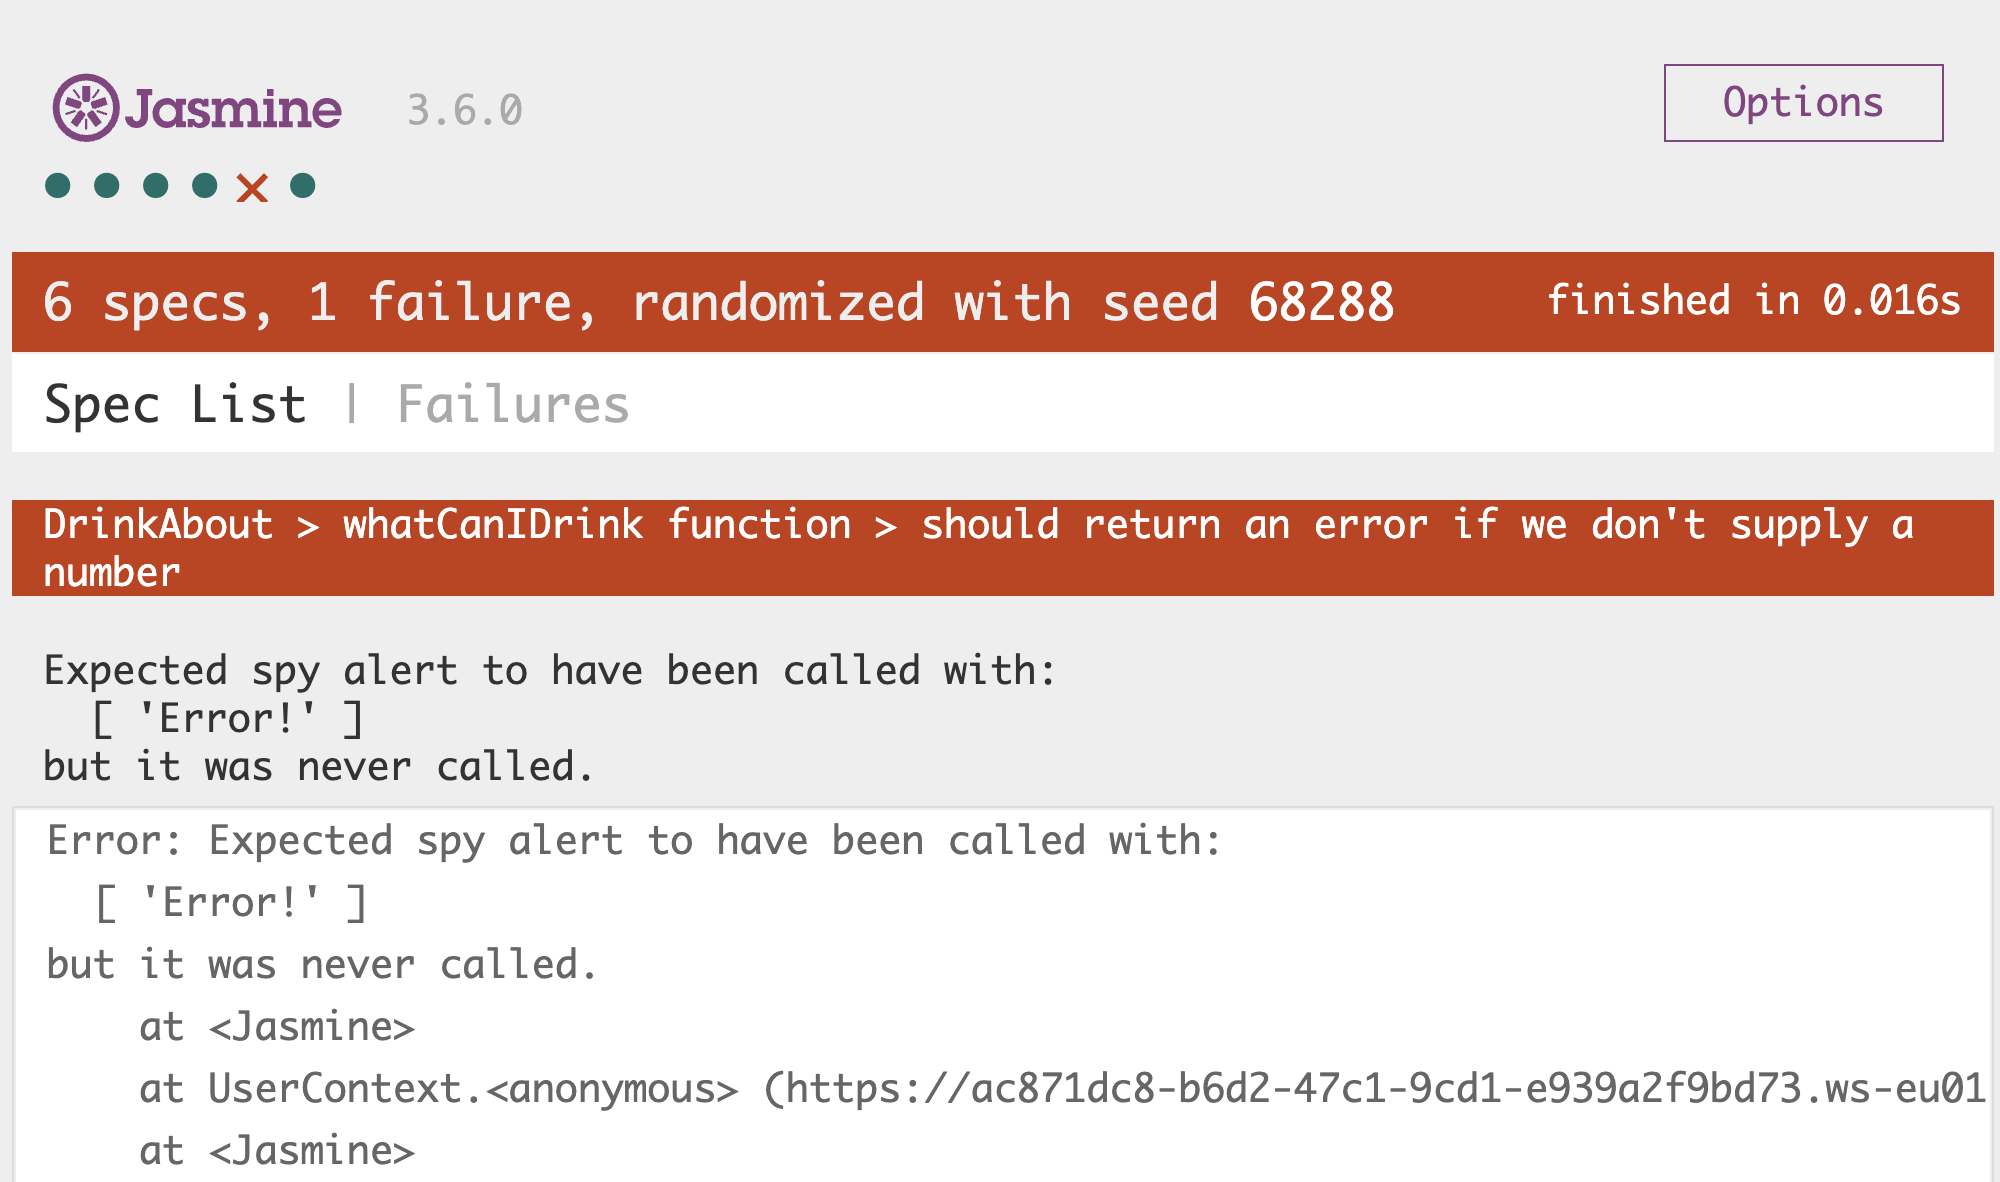 Jasmine 3.6.0 Options
6 specs, 1 failure, randomized with seed 68288 finished in 0.016s
Spec List | Failures
DrinkAbout > whatCanIDrink function > should return an error if we don't supply a
number
Expected spy alert to have been called with:
[ 'Error!' ]
but it was never called.
Error: Expected spy alert to have been called with:
[ 'Error!' ]
but it was never called.
at <Jasmine>
at UserContext.<anonymous> (https://ac871dc8-b6d2-47c1-9cd1-e939a2f9bd73.ws-eu01
at <Jasmine>